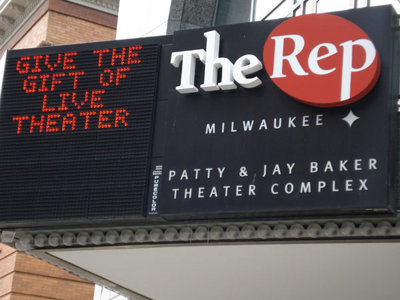 GIVE THE
GIFT OF
LIVE
THEATER
The Rep
MILWAUKEE
PATTY & JAY BAKER
THEATER COMPLEX